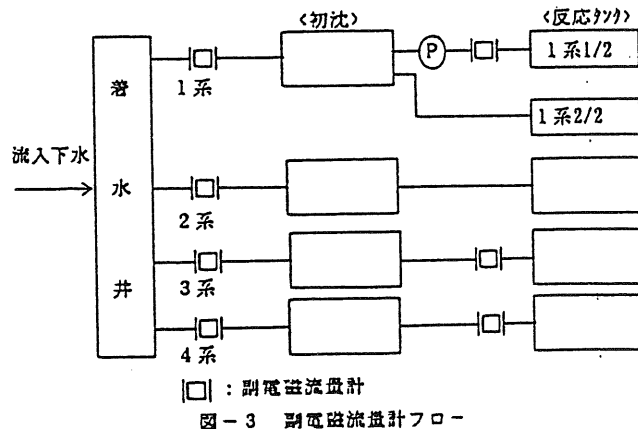 <初沈>
<反応タンク>
P
1系1/2
1系
着
1系2/2
流入下水
水
2系
3系
井
4系
：副電磁流量計
図－3 副電磁流量計フロー